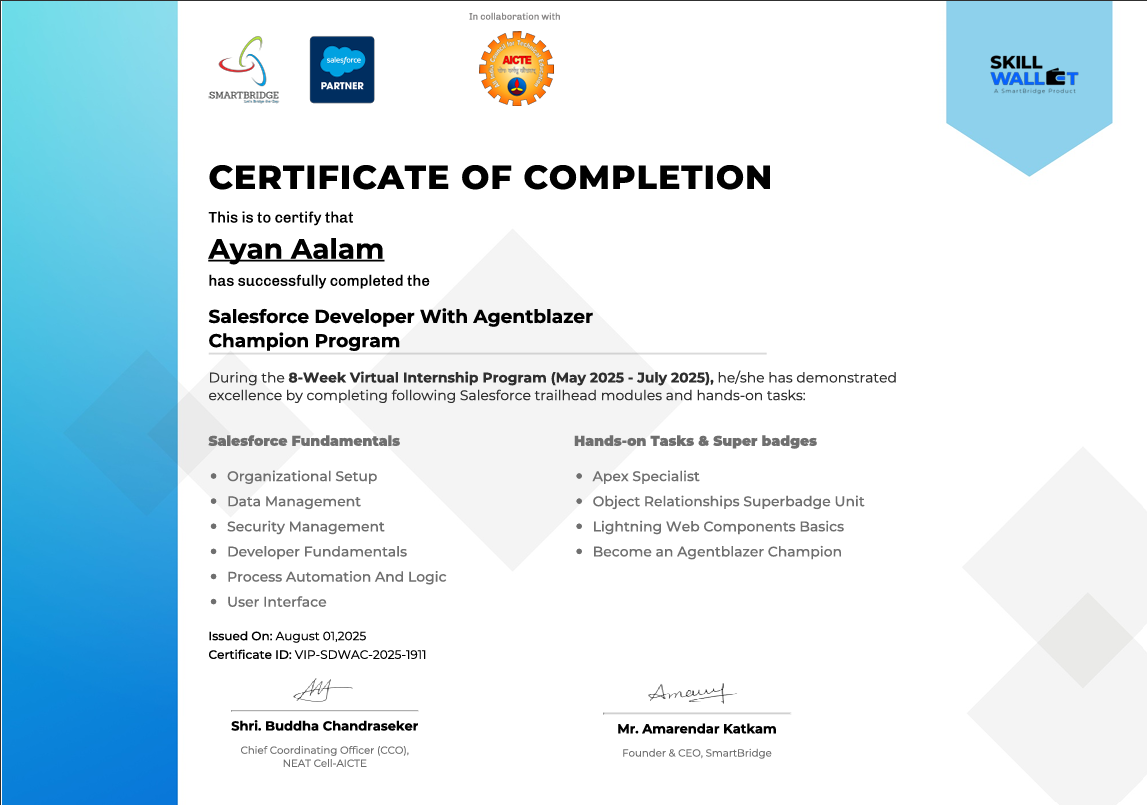 In collaboration with
SMARTBRIDGE
Let's Bridge the Gap
salesforce
PARTNER
AICTE
SKILL
WALLET
A SmartBridge Product
CERTIFICATE OF COMPLETION
This is to certify that
Ayan Aalam
has successfully completed the
Salesforce Developer With Agentblazer
Champion Program
During the 8-Week Virtual Internship Program (May 2025 - July 2025), he/she has demonstrated
excellence by completing following Salesforce trailhead modules and hands-on tasks:
Salesforce Fundamentals
• Organizational Setup
• Data Management
• Security Management
• Developer Fundamentals
• Process Automation And Logic
• User Interface
Hands-on Tasks & Super badges
• Apex Specialist
• Object Relationships Superbadge Unit
• Lightning Web Components Basics
• Become an Agentblazer Champion
Issued On: August 01,2025
Certificate ID: VIP-SDWAC-2025-1911
Shri. Buddha Chandraseker
Chief Coordinating Officer (CCO),
NEAT Cell-AICTE
Mr. Amarendar Katkam
Founder & CEO, SmartBridge